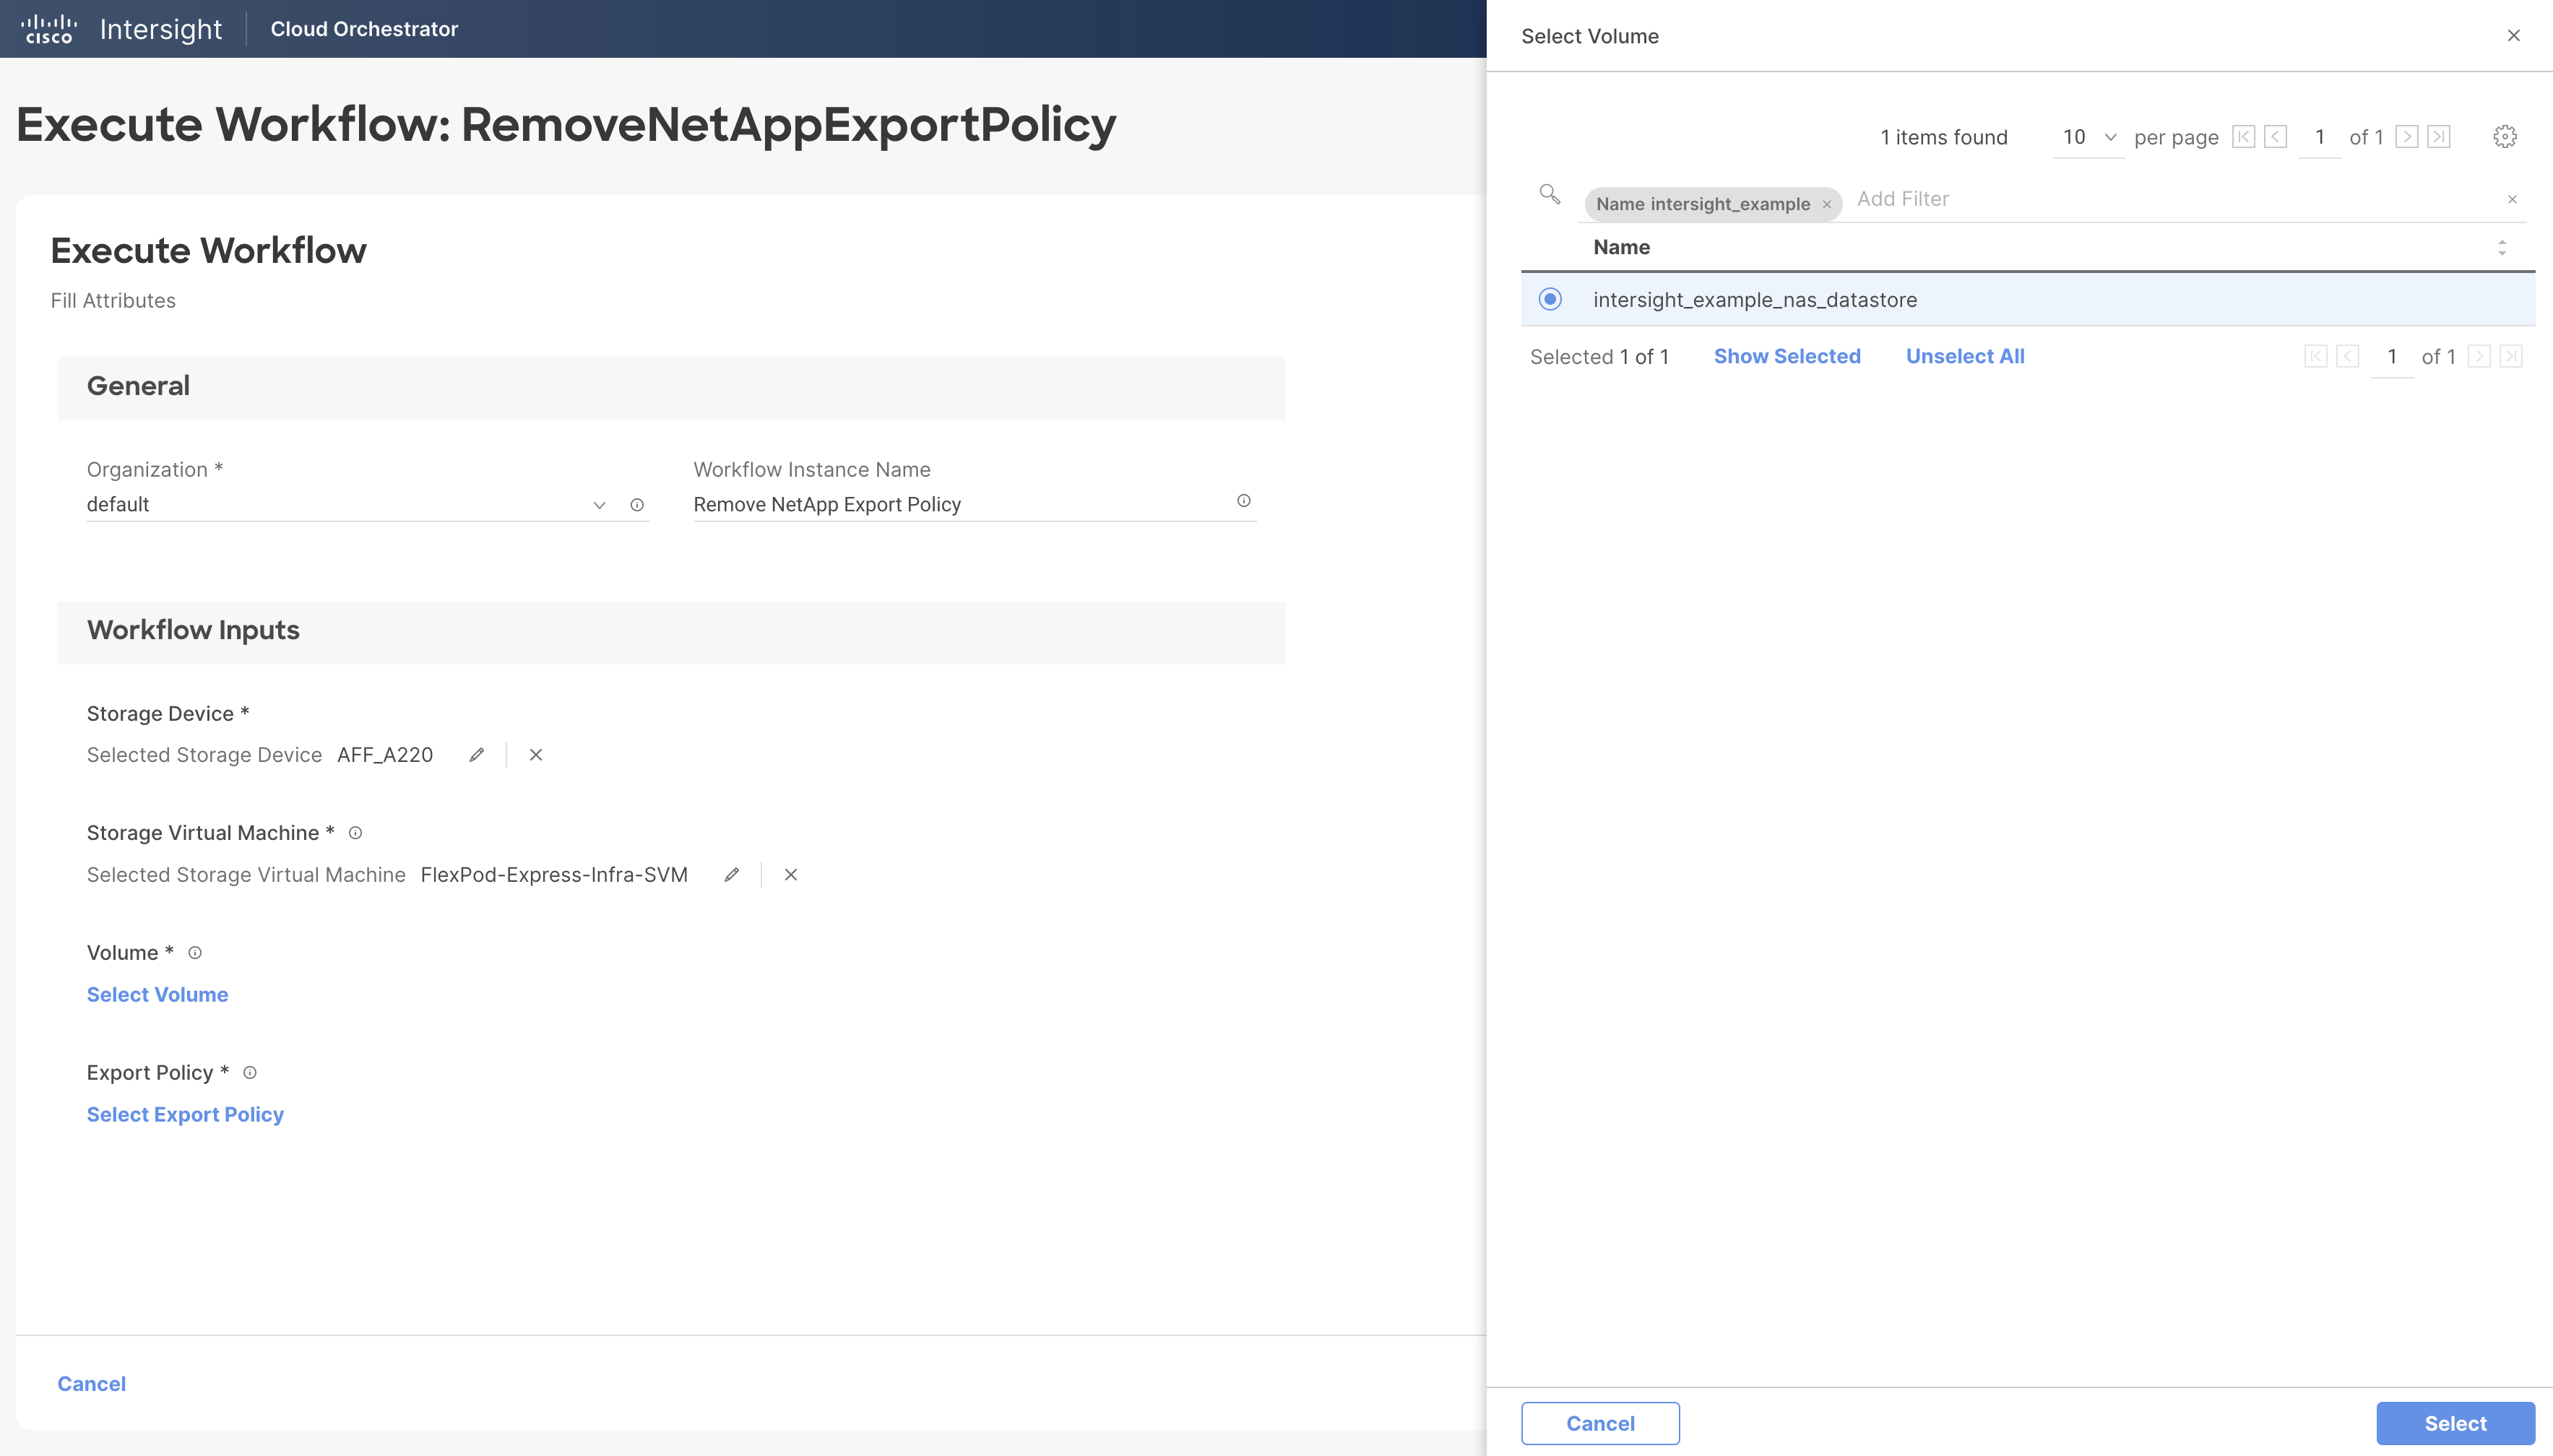 cisco Intersight Cloud Orchestrator
Execute Workflow: RemoveNetAppExportPolicy
Execute Workflow
Fill Attributes
General
Organization *
default
Workflow Instance Name
Remove NetApp Export Policy
Workflow Inputs
Storage Device *
Selected Storage Device AFF_A220
Storage Virtual Machine *
Selected Storage Virtual Machine FlexPod-Express-Infra-SVM
Volume *
Select Volume
Export Policy *
Select Export Policy
Cancel
Select Volume
1 items found 10 per page 1 of 1
Name intersight_example × Add Filter
Name
intersight_example_nas_datastore
Selected 1 of 1 Show Selected Unselect All 1 of 1
Cancel Select